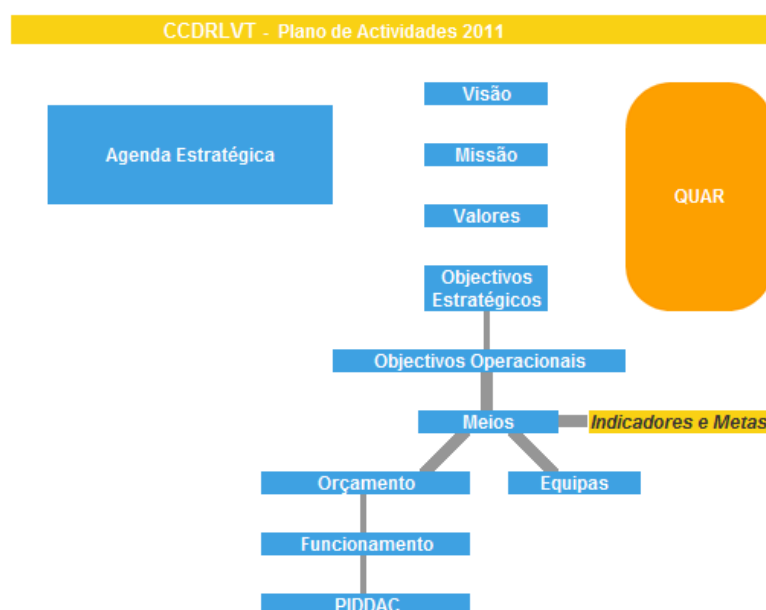 CCDRLVT - Plano de Actividades 2011
Visão
Agenda Estratégica
Missão
QUAR
Valores
Objectivos
Estratégicos
Objectivos Operacionais
Meios
Indicadores e Metas
Orçamento
Equipas
Funcionamento
PIDDAC